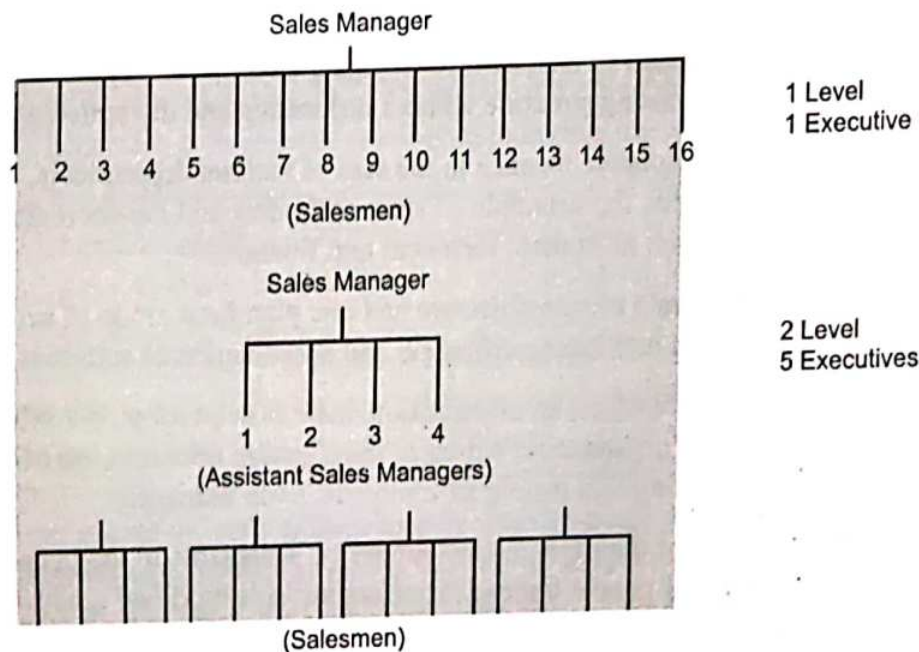 Sales Manager
1 Level
1 Executive
1 2 3 4 5 6 7 8 9 10 11 12 13 14 15 16
(Salesmen)
Sales Manager
2 Level
5 Executives
1 2 3 4
(Assistant Sales Managers)
(Salesmen)